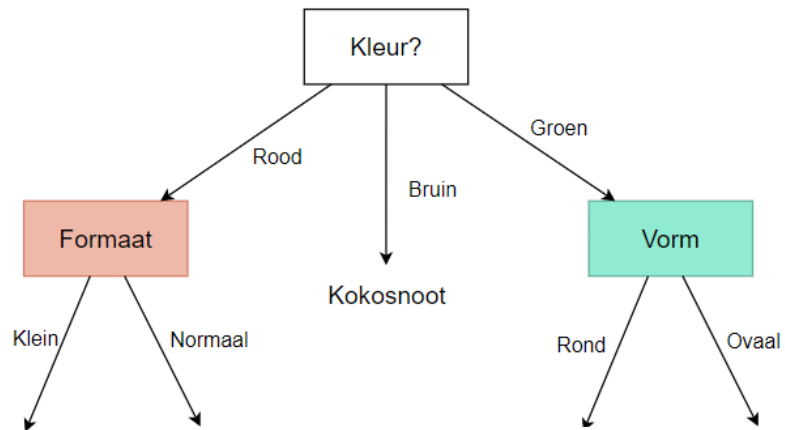 Kleur?
Rood
Bruin
Groen
Formaat
Kokosnoot
Vorm
Klein
Normaal
Rond
Ovaal